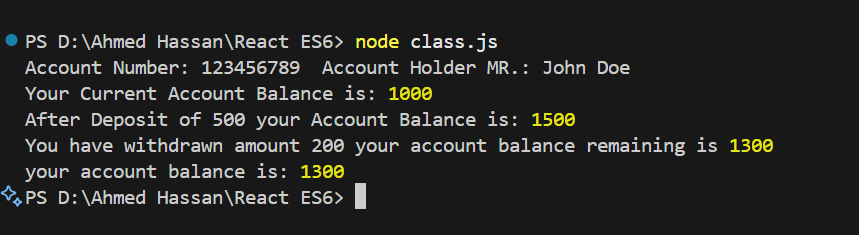 PS D:\Ahmed Hassan\React ES6> node class.js
Account Number: 123456789  Account Holder MR.: John Doe
Your Current Account Balance is: 1000
After Deposit of 500 your Account Balance is: 1500
You have withdrawn amount 200 your account balance remaining is 1300
your account balance is: 1300
PS D:\Ahmed Hassan\React ES6>